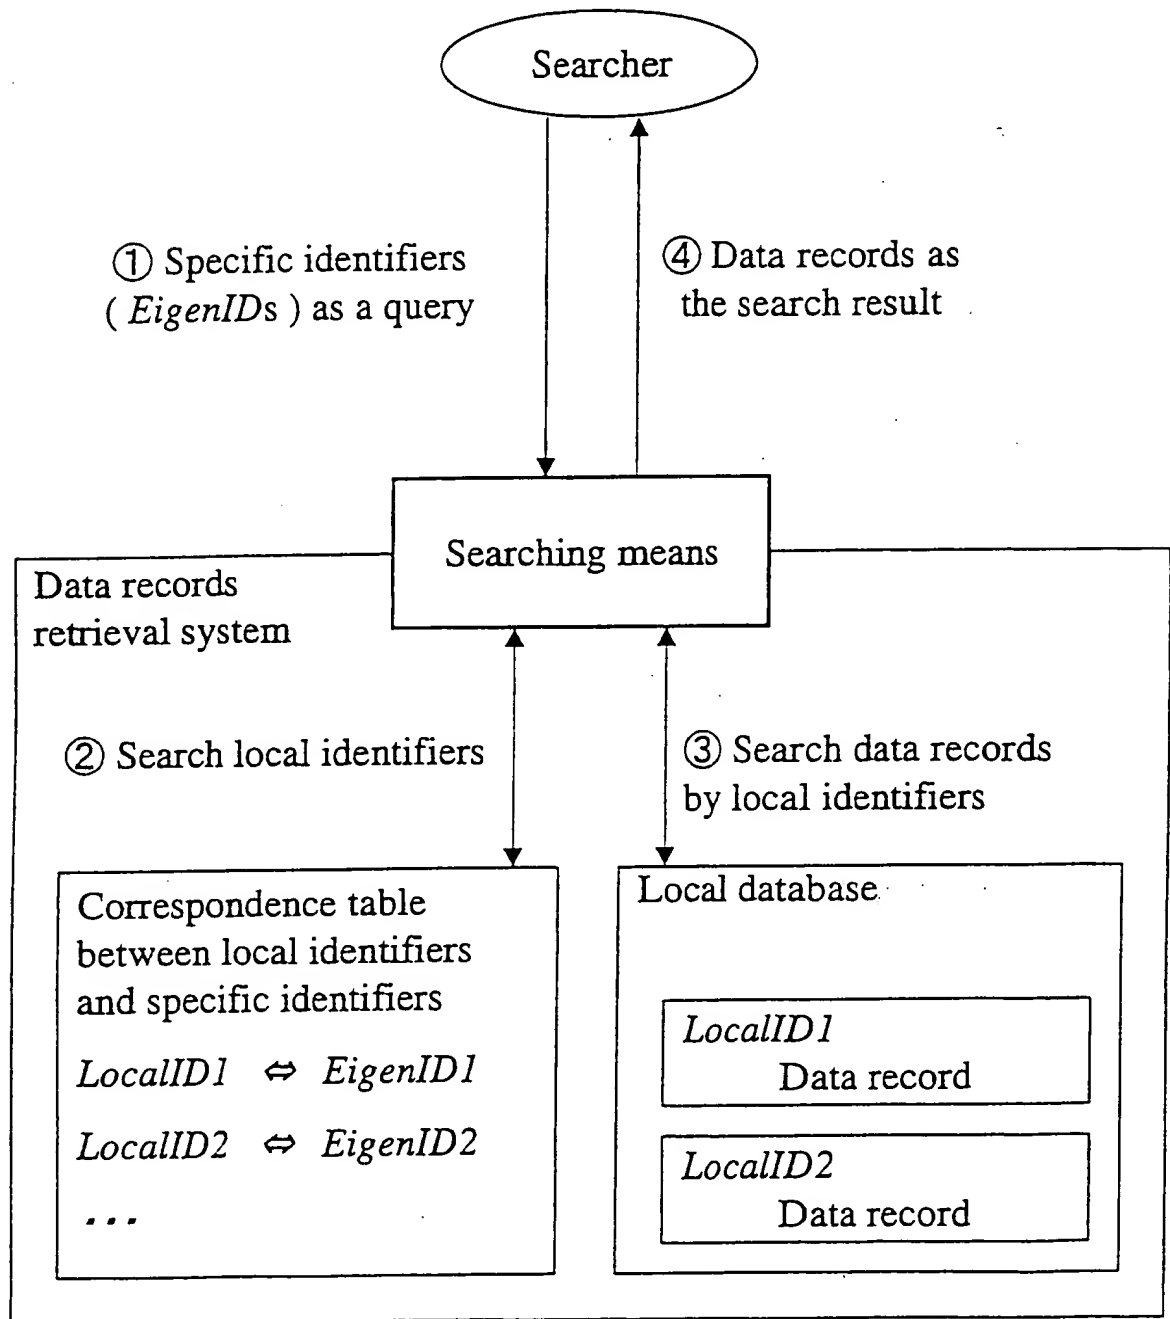 Searcher
① Specific identifiers
( EigenIDs ) as a query
④ Data records as
the search result
Searching means
Data records
retrieval system
② Search local identifiers
③ Search data records
by local identifiers
Correspondence table
between local identifiers
and specific identifiers
LocalID1 ⇔ EigenID1
LocalID2 ⇔ EigenID2
...
Local database
LocalID1
Data record
LocalID2
Data record